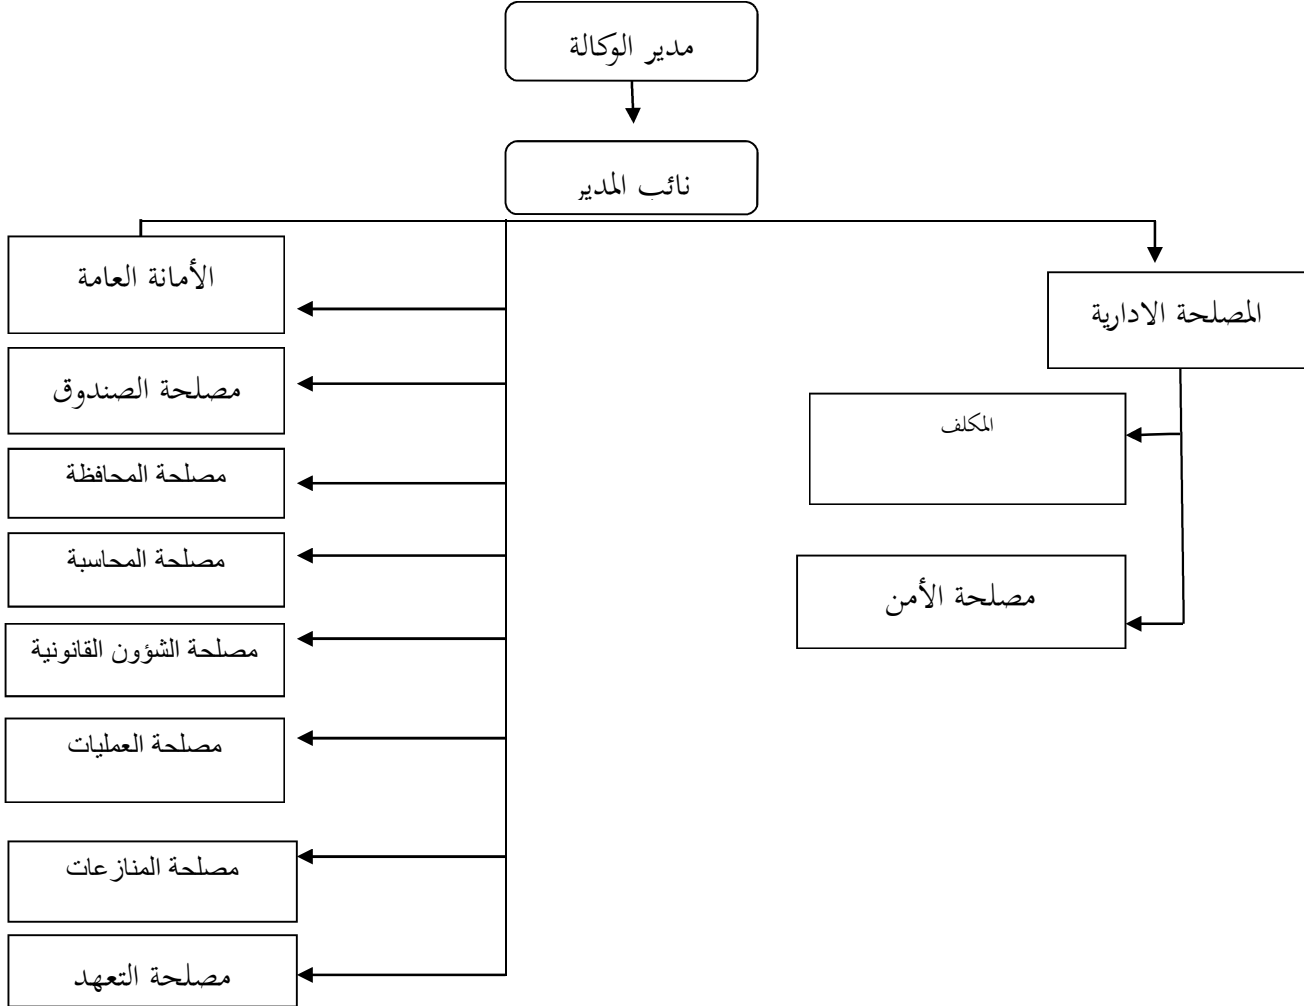 مدير الوكالة
نائب المدير
المصلحة الادارية
المكلف
مصلحة الأمن
الأمانة العامة
مصلحة الصندوق
مصلحة المحافظة
مصلحة المحاسبة
مصلحة الشؤون القانونية
مصلحة العمليات
مصلحة المنازعات
مصلحة التعهد